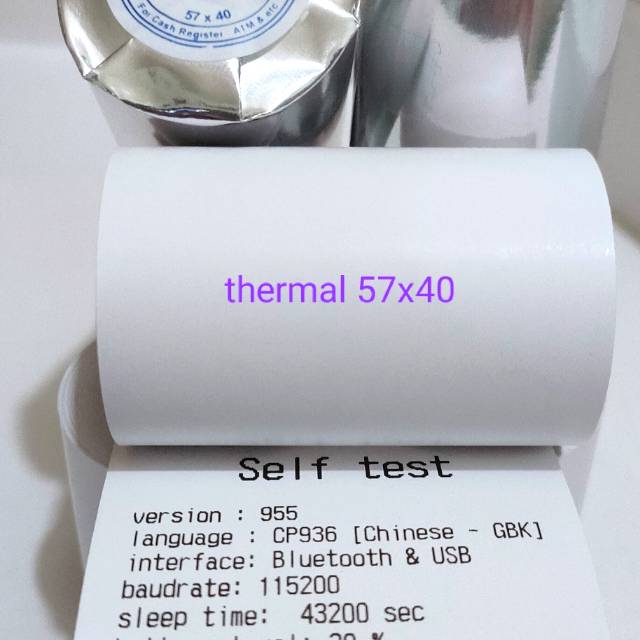 57 x 40
For Cash Register ATM & etc
thermal 57x40
Self test
version : 955
language : CP936 [Chinese - GBK]
interface: Bluetooth & USB
baudrate: 115200
sleep time: 43200 sec